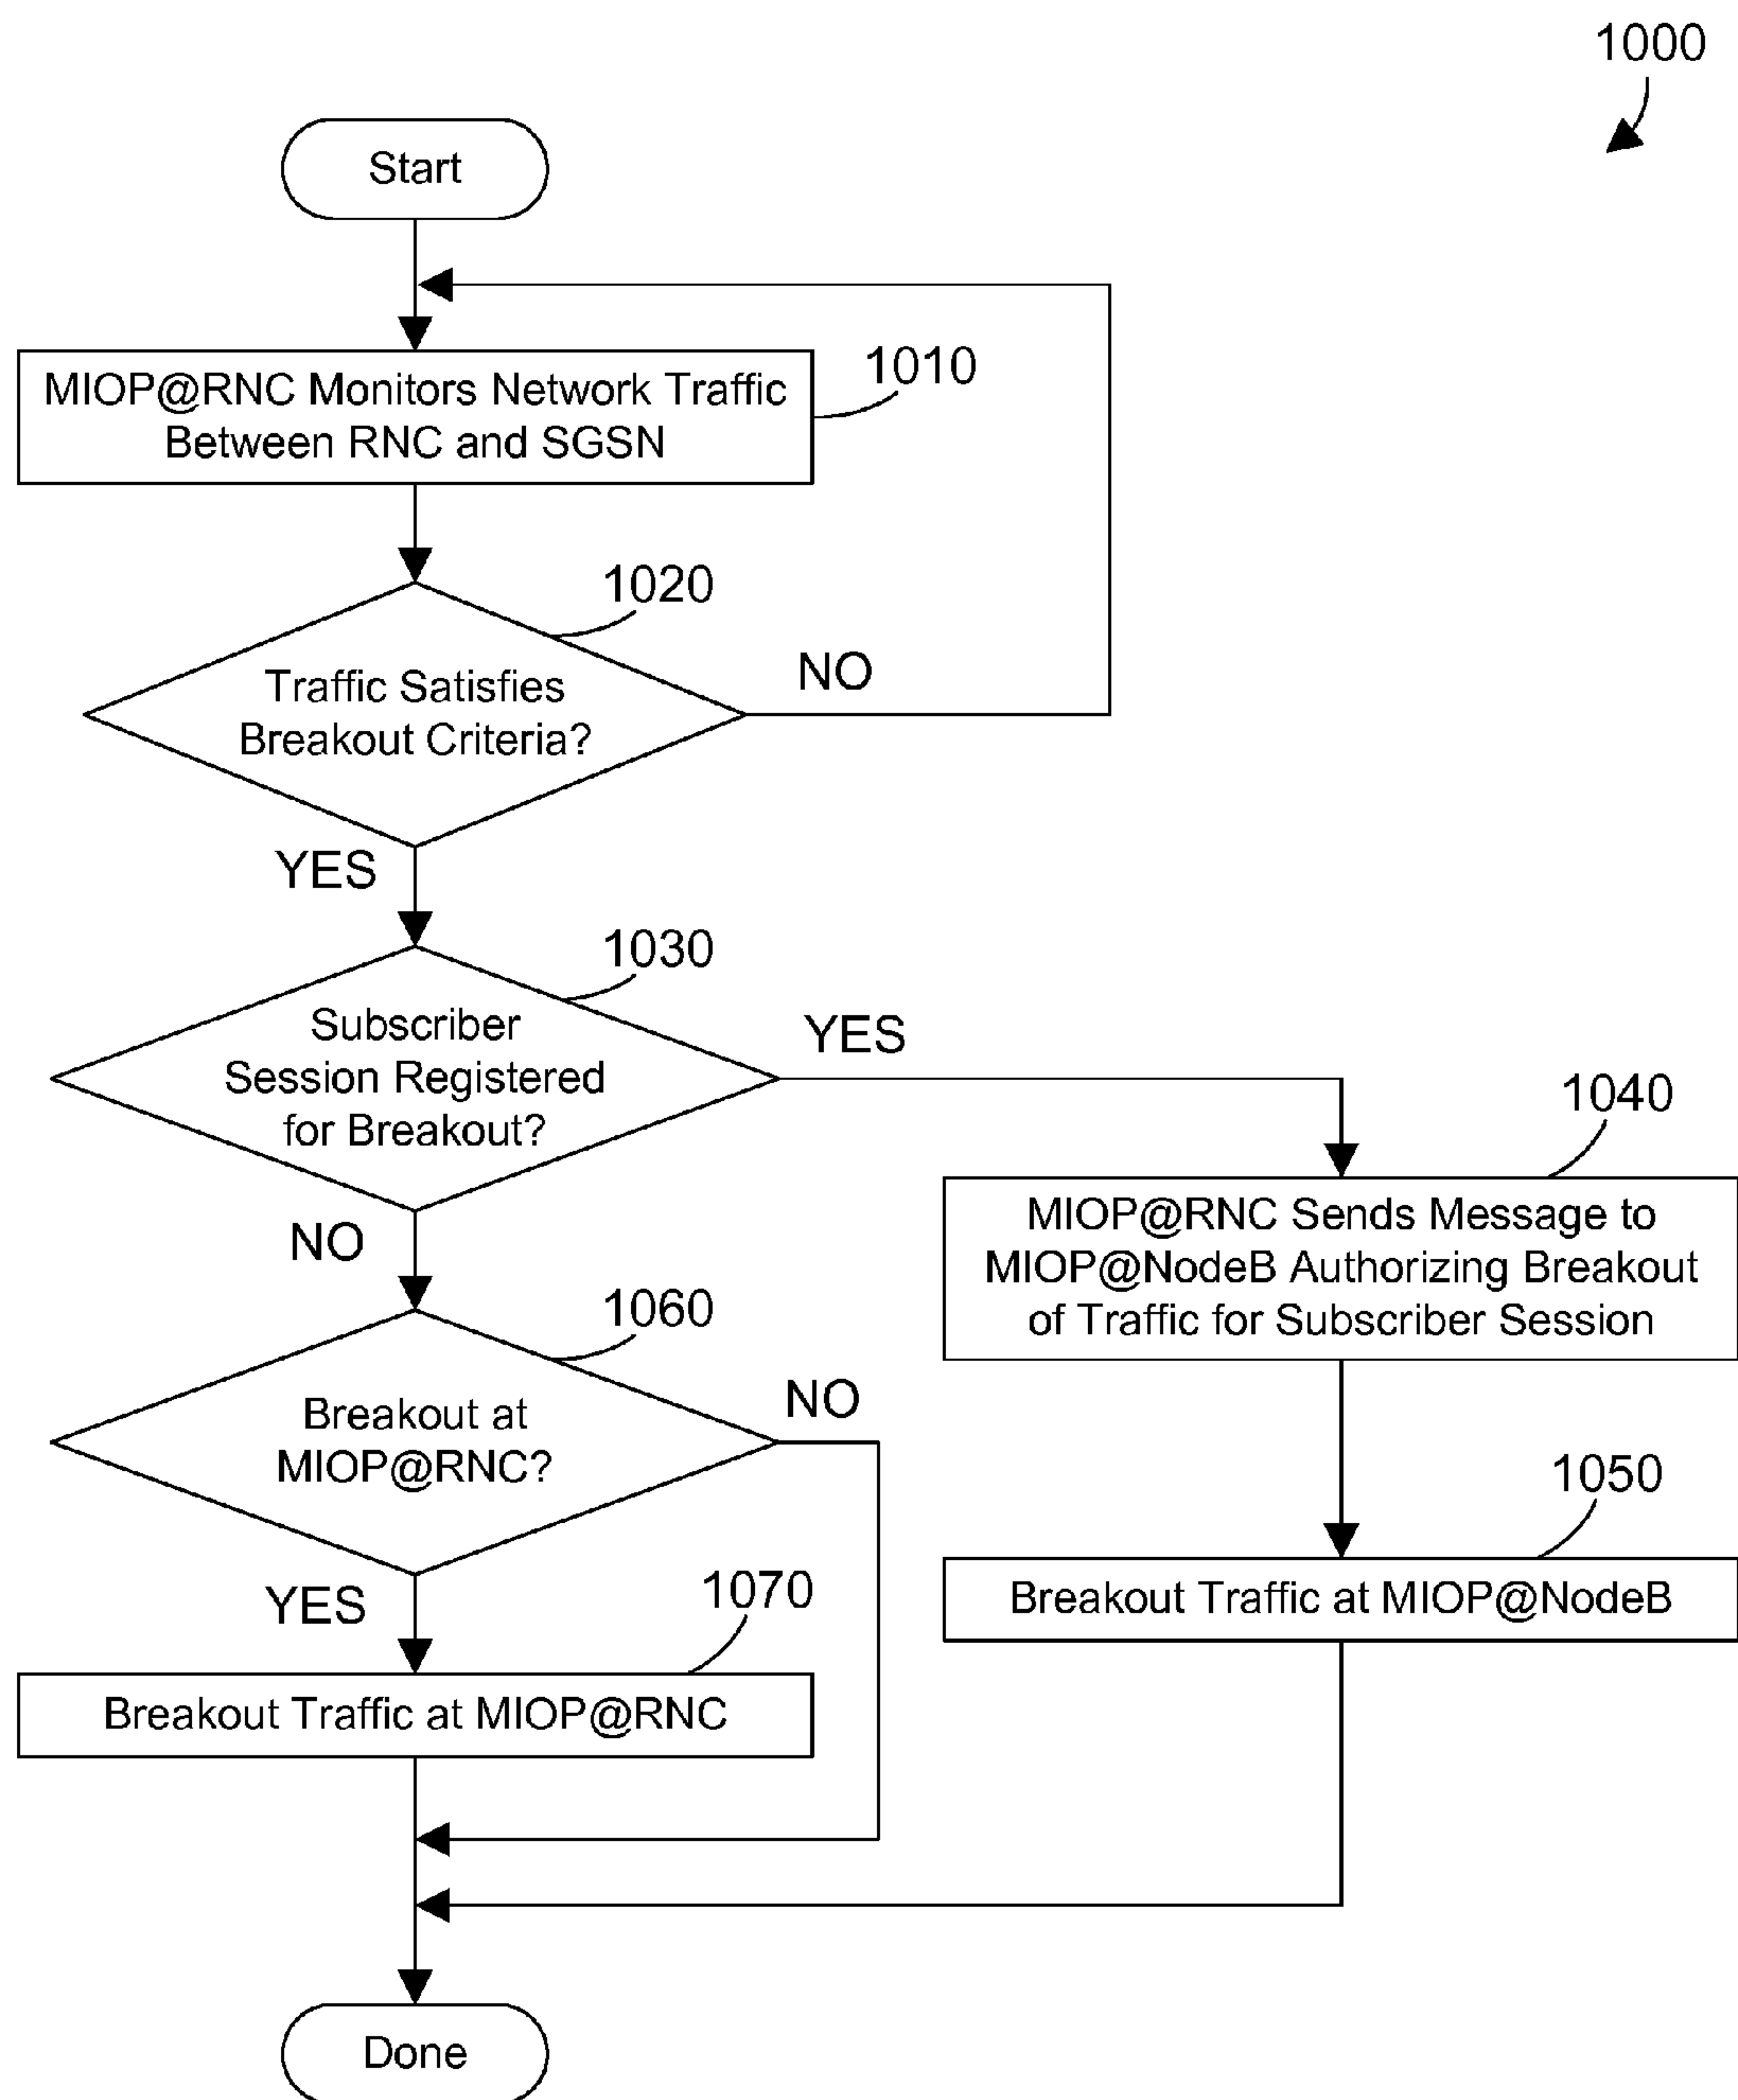 1000
Start
MIOP@RNC Monitors Network Traffic
Between RNC and SGSN
1010
1020
Traffic Satisfies
Breakout Criteria?
NO
YES
1030
Subscriber
Session Registered
for Breakout?
YES
NO
1040
MIOP@RNC Sends Message to
MIOP@NodeB Authorizing Breakout
of Traffic for Subscriber Session
1060
Breakout at
MIOP@RNC?
NO
YES
1050
Breakout Traffic at MIOP@NodeB
1070
Breakout Traffic at MIOP@RNC
Done